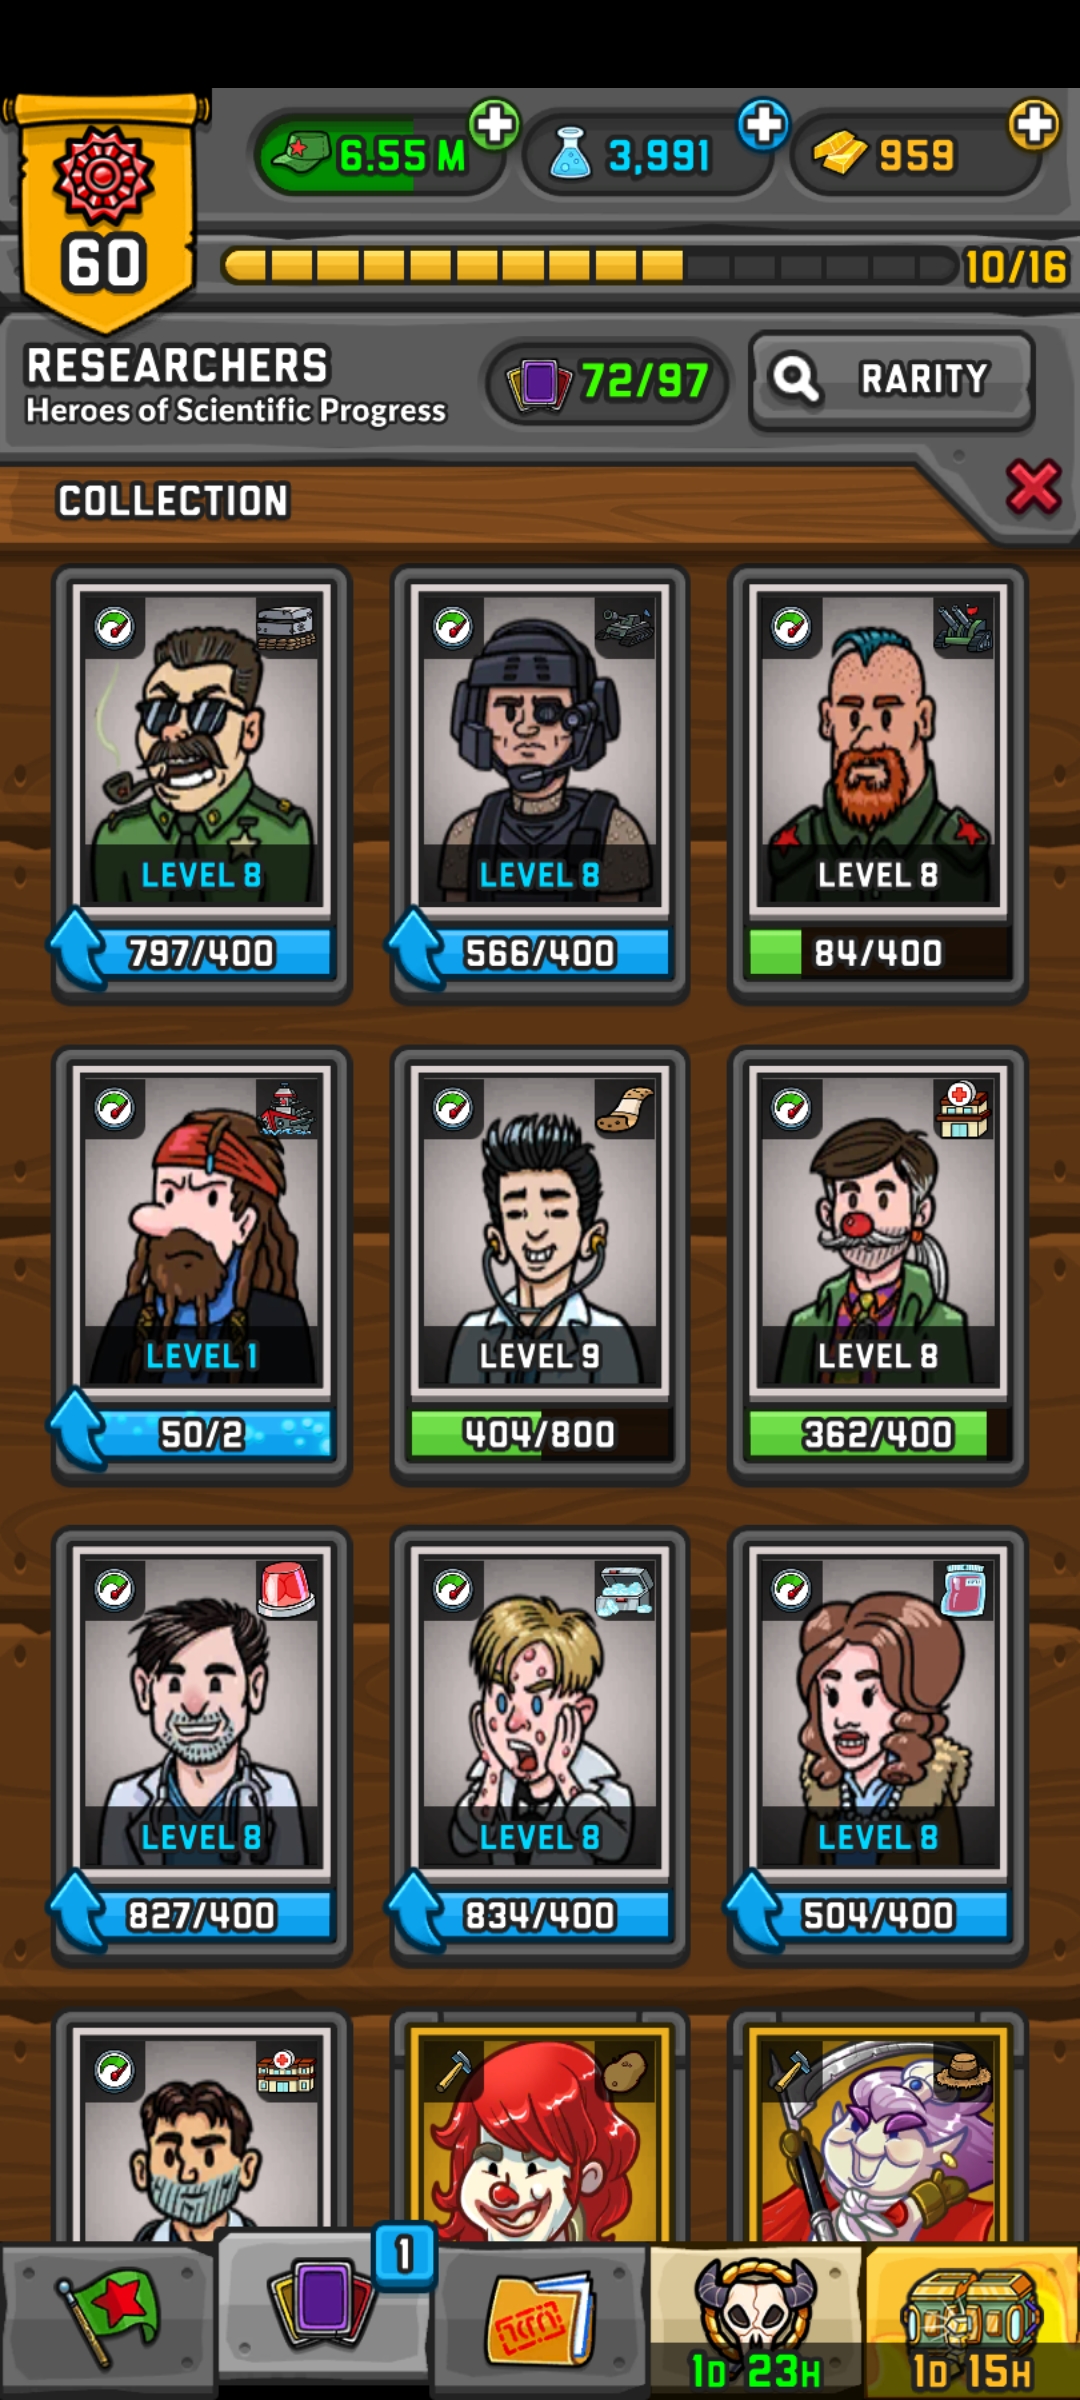 6.55 M
3,991
959
60
10/16
RESEARCHERS
Heroes of Scientific Progress
72/97
RARITY
COLLECTION
LEVEL 8
797/400
LEVEL 8
566/400
LEVEL 8
84/400
LEVEL 1
50/2
LEVEL 9
404/800
LEVEL 8
362/400
LEVEL 8
827/400
LEVEL 8
834/400
LEVEL 8
504/400
1
1D 23H
1D 15H